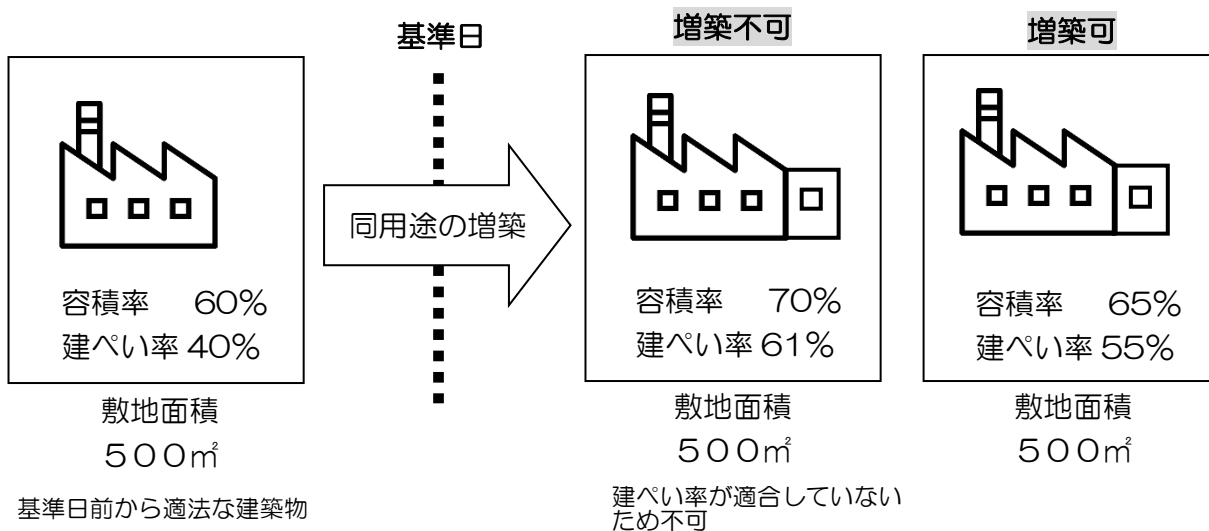 基準日
増築不可
増築可
同用途の増築
容積率 60%
建ぺい率 40%
容積率 70%
建ぺい率 61%
容積率 65%
建ぺい率 55%
敷地面積
500㎡
敷地面積
500㎡
敷地面積
500㎡
基準日前から適法な建築物
建ぺい率が適合していない
ため不可